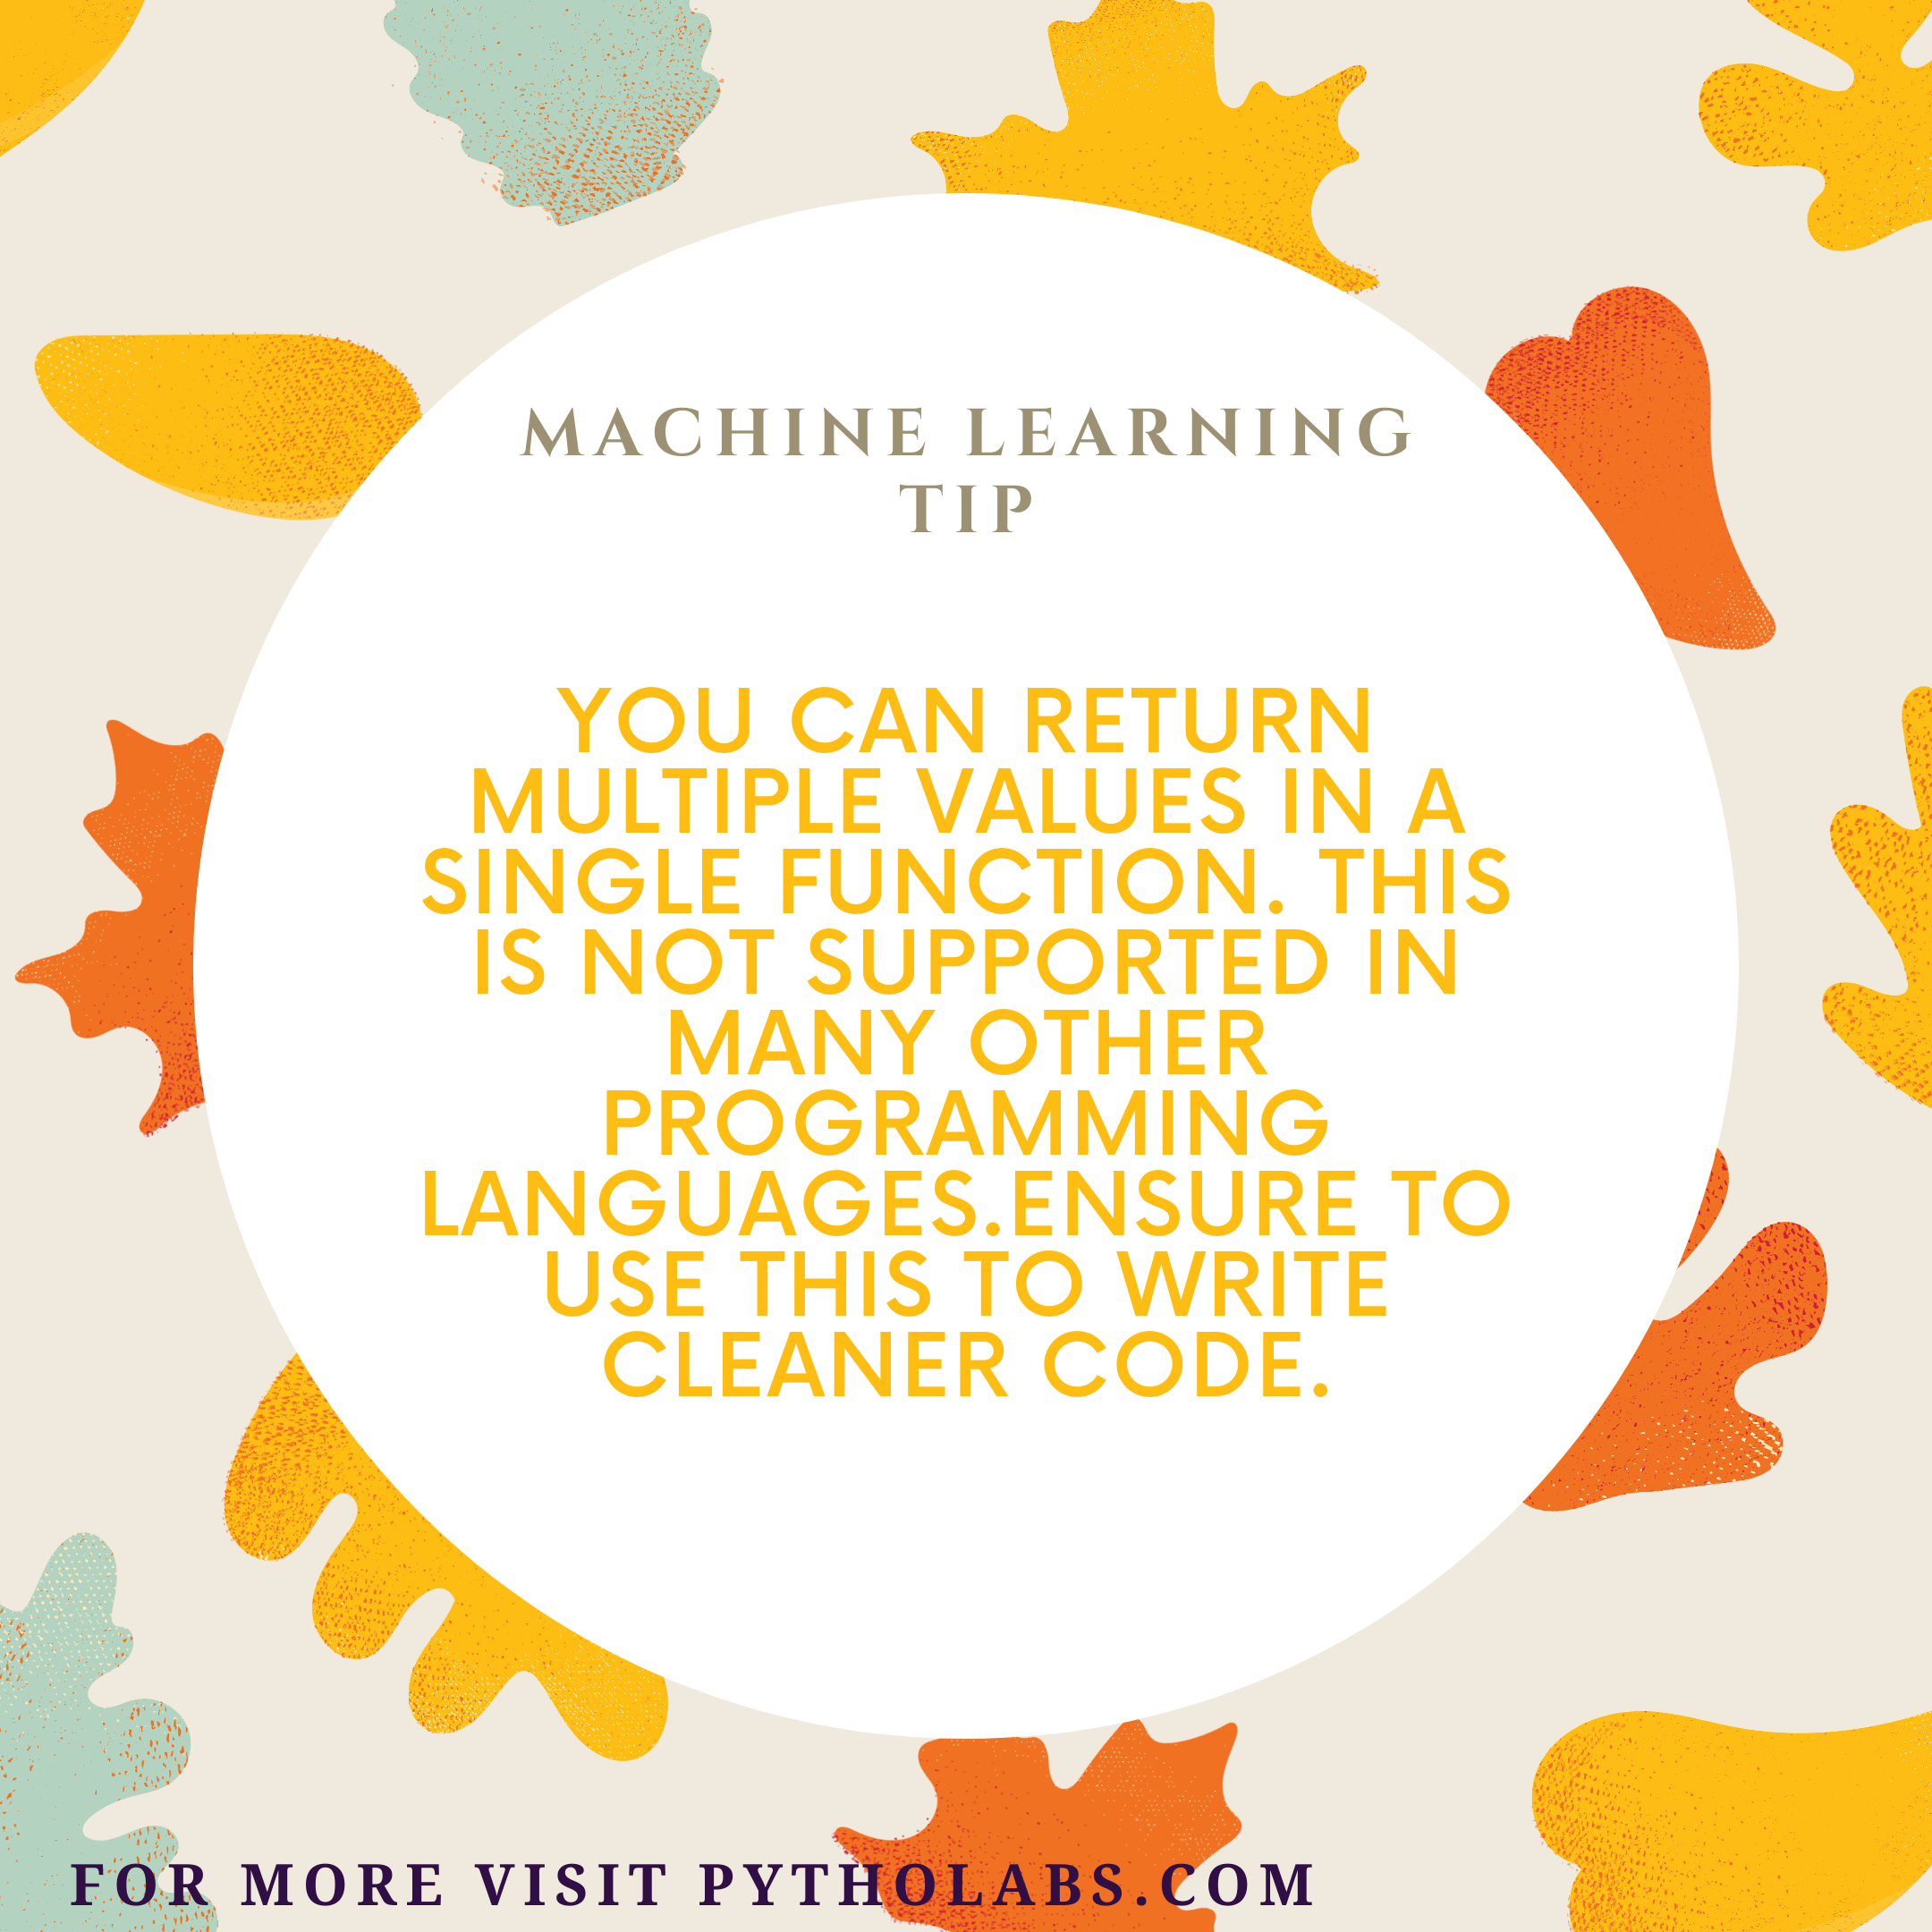 MACHINE LEARNING
TIP
YOU CAN RETURN
MULTIPLE VALUES IN A
SINGLE FUNCTION. THIS
IS NOT SUPPORTED IN
MANY OTHER
PROGRAMMING
LANGUAGES.ENSURE TO
USE THIS TO WRITE
CLEANER CODE.
FOR MORE VISIT PYTHOLABS.COM